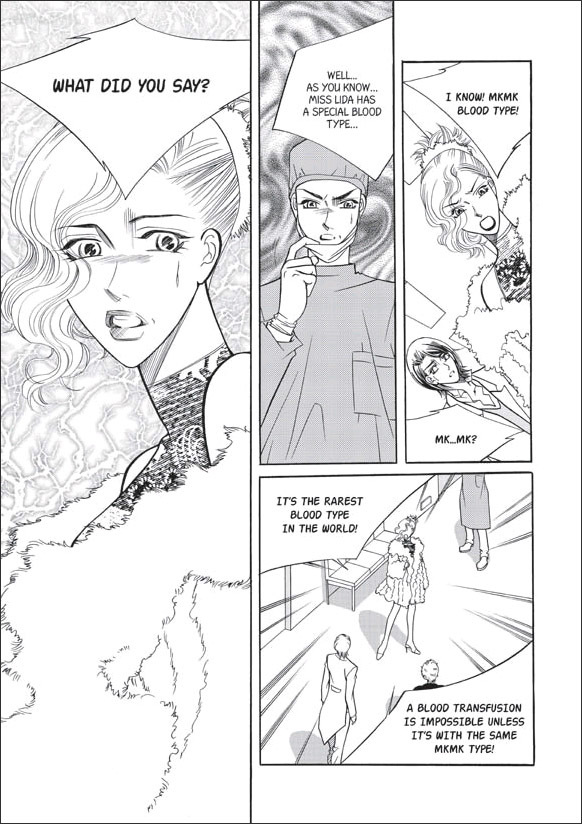 WHAT DID YOU SAY?
WELL...
AS YOU KNOW...
MISS LIDA HAS
A SPECIAL BLOOD
TYPE...
I KNOW! MKMK
BLOOD TYPE!
MK...MK?
IT'S THE RAREST
BLOOD TYPE
IN THE WORLD!
A BLOOD TRANSFUSION
IS IMPOSSIBLE UNLESS
IT'S WITH THE SAME
MKMK TYPE!